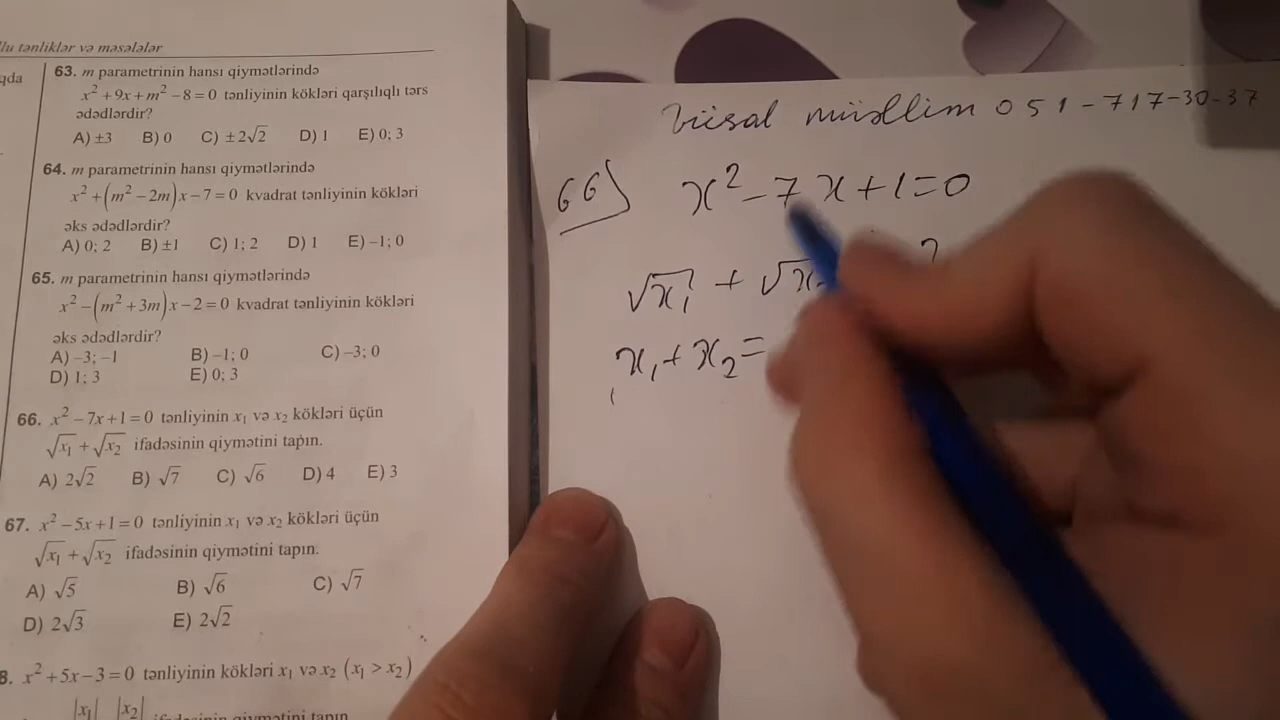 llu tənliklər və məsələlər
qda
63. m parametrinin hansı qiymətlərində
x² + 9x + m² − 8 = 0 tənliyinin kökləri qarşılıqlı tərs
ədədlərdir?
A) ±3 B) 0 C) ±2√2 D) 1 E) 0; 3
64. m parametrinin hansı qiymətlərində
x² + (m² − 2m)x − 7 = 0 kvadrat tənliyinin kökləri
əks ədədlərdir?
A) 0; 2 B) ±1 C) 1; 2 D) 1 E) −1; 0
65. m parametrinin hansı qiymətlərində
x² − (m² + 3m)x − 2 = 0 kvadrat tənliyinin kökləri
əks ədədlərdir?
A) −3; −1 B) −1; 0 C) −3; 0
D) 1; 3 E) 0; 3
66. x² − 7x + 1 = 0 tənliyinin x₁ və x₂ kökləri üçün
√x₁ + √x₂ ifadəsinin qiymətini tapın.
A) 2√2 B) √7 C) √6 D) 4 E) 3
67. x² − 5x + 1 = 0 tənliyinin x₁ və x₂ kökləri üçün
√x₁ + √x₂ ifadəsinin qiymətini tapın.
A) √5 B) √6 C) √7
D) 2√3 E) 2√2
8. x² + 5x − 3 = 0 tənliyinin kökləri x₁ və x₂ (x₁ > x₂)
|x₁| |x₂| ifadəsinin qiymətini tapın
Vüsal müəllim 051-717-30-37
66) x² − 7x + 1 = 0
√x₁ + √x ?
x₁ + x₂ =